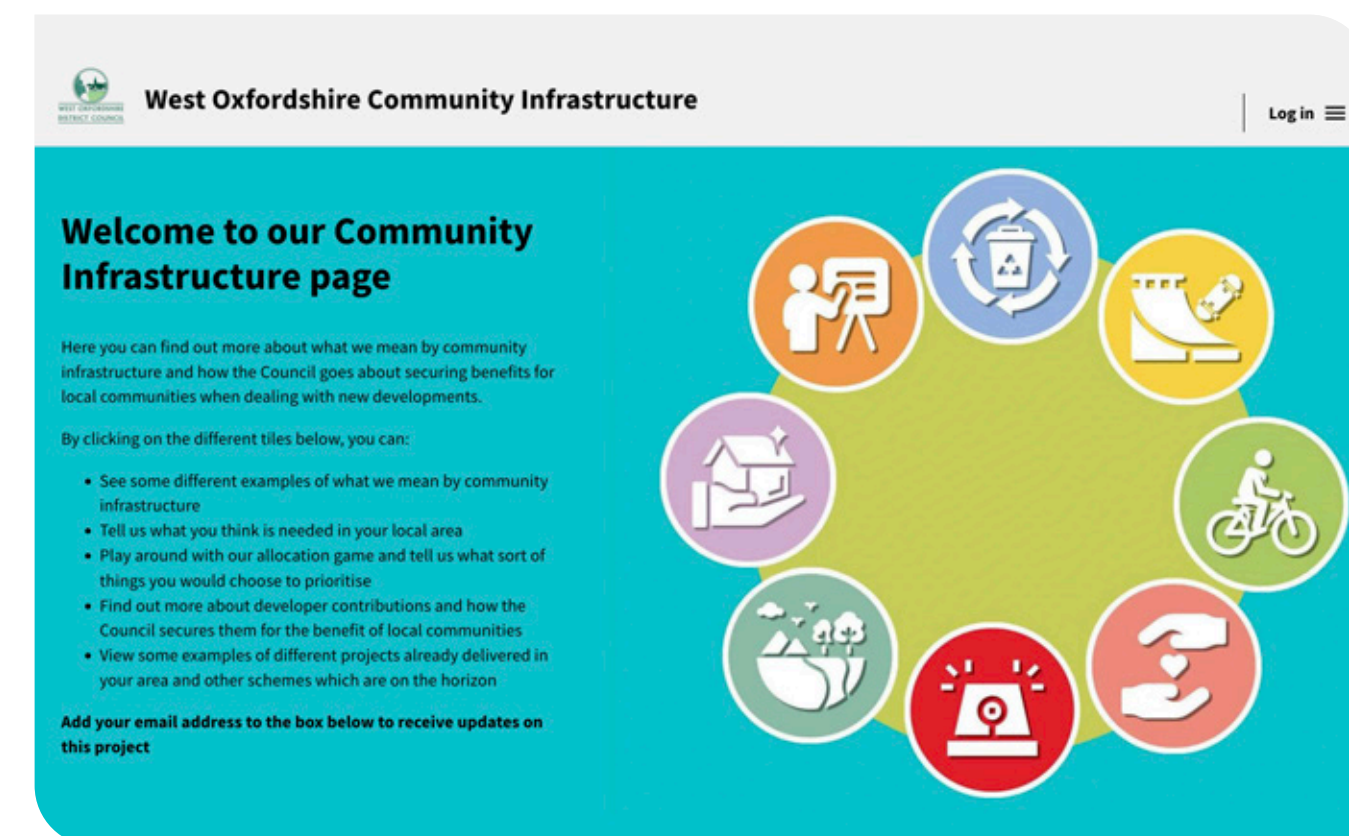 WEST OXFORDSHIRE
DISTRICT COUNCIL
West Oxfordshire Community Infrastructure
Log in
Welcome to our Community
Infrastructure page
Here you can find out more about what we mean by community
infrastructure and how the Council goes about securing benefits for
local communities when dealing with new developments.
By clicking on the different tiles below, you can:
• See some different examples of what we mean by community
infrastructure
• Tell us what you think is needed in your local area
• Play around with our allocation game and tell us what sort of
things you would choose to prioritise
• Find out more about developer contributions and how the
Council secures them for the benefit of local communities
• View some examples of different projects already delivered in
your area and other schemes which are on the horizon
Add your email address to the box below to receive updates on
this project